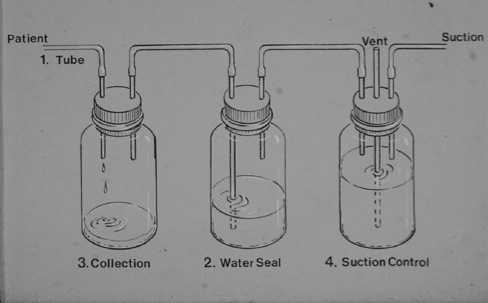 Patient
Vent
Suction
1. Tube
3. Collection
2. Water Seal
4. Suction Control